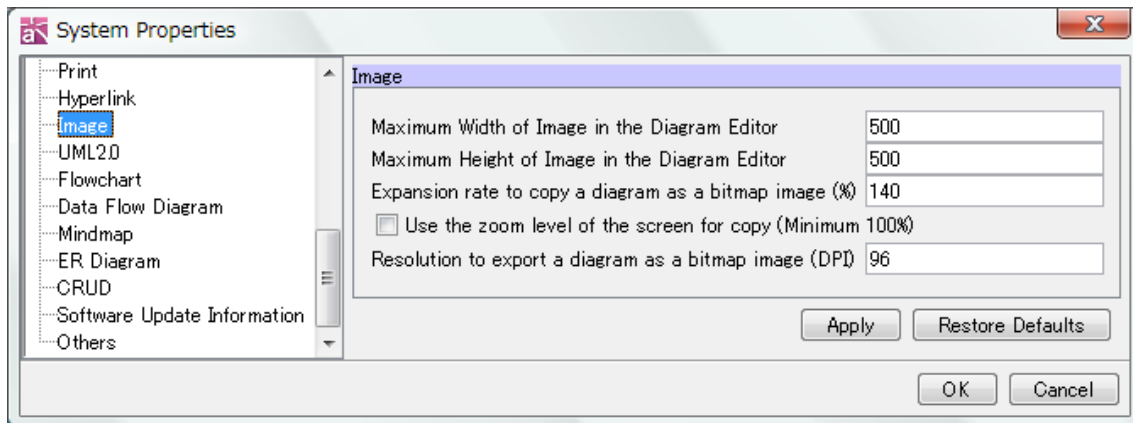 System Properties
Print
Hyperlink
Image
UML2.0
Flowchart
Data Flow Diagram
Mindmap
ER Diagram
CRUD
Software Update Information
Others
Image
Maximum Width of Image in the Diagram Editor 500
Maximum Height of Image in the Diagram Editor 500
Expansion rate to copy a diagram as a bitmap image (%) 140
Use the zoom level of the screen for copy (Minimum 100%)
Resolution to export a diagram as a bitmap image (DPI) 96
Apply Restore Defaults
OK Cancel